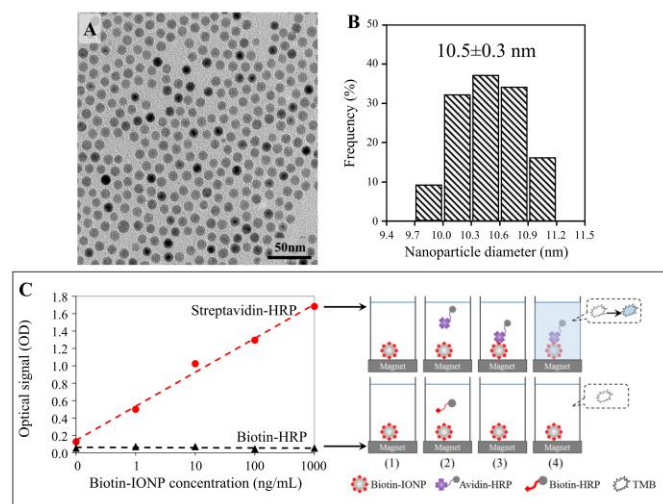 A
50nm
B
10.5±0.3 nm
Frequency (%)
50
40
30
20
10
0
9.4 9.7 10.0 10.3 10.6 10.9 11.2 11.5
Nanoparticle diameter (nm)
C
Optical signal (OD)
1.8
1.6
1.4
1.2
1.0
0.8
0.6
0.4
0.2
0.0
Streptavidin-HRP
Biotin-HRP
0 1 10 100 1000
Biotin-IONP concentration (ng/mL)
Magnet Magnet Magnet Magnet
Magnet Magnet Magnet Magnet
(1) (2) (3) (4)
Biotin-IONP Avidin-HRP Biotin-HRP TMB